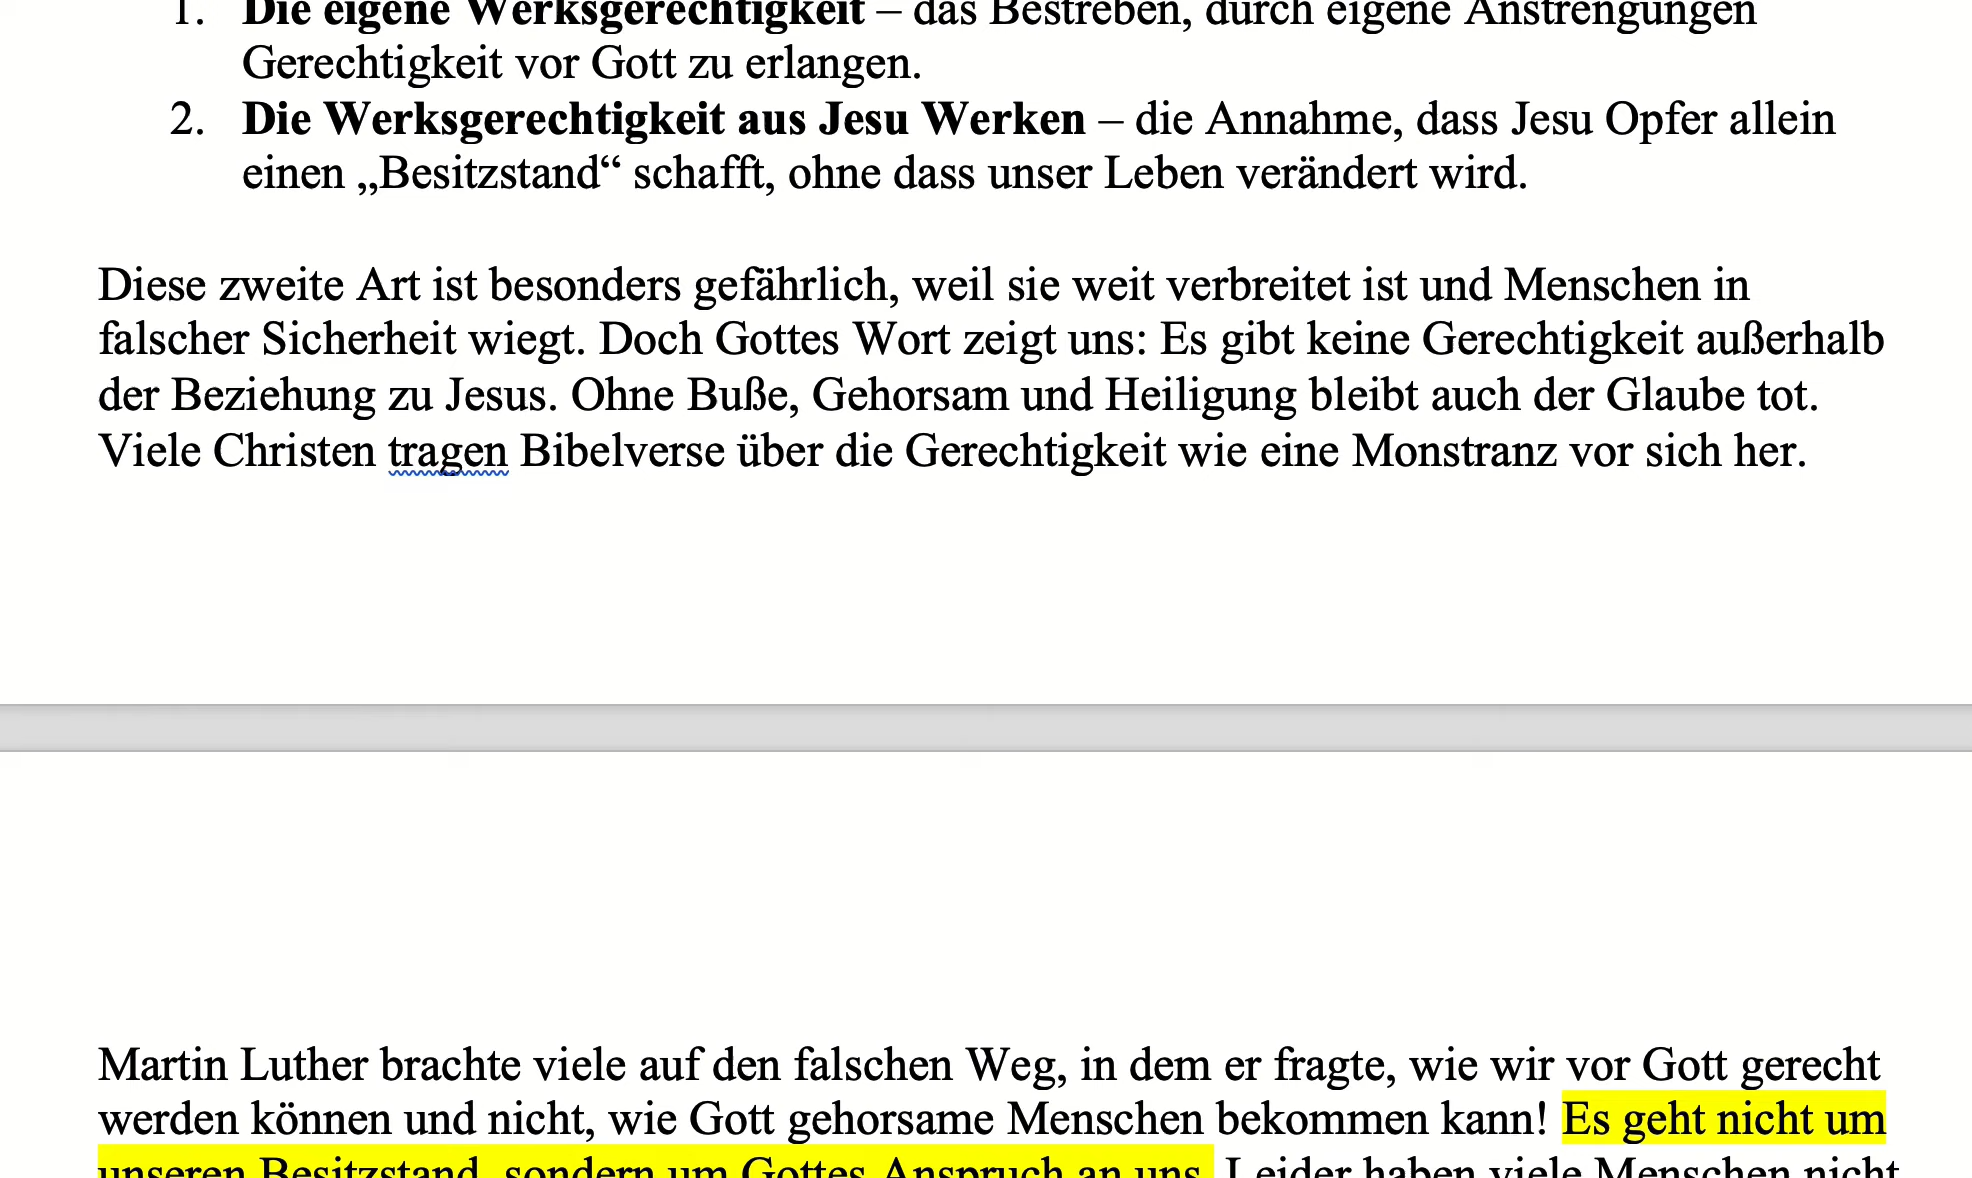 1. Die eigene Werksgerechtigkeit – das Bestreben, durch eigene Anstrengungen
Gerechtigkeit vor Gott zu erlangen.
2. Die Werksgerechtigkeit aus Jesu Werken – die Annahme, dass Jesu Opfer allein
einen „Besitzstand“ schafft, ohne dass unser Leben verändert wird.
Diese zweite Art ist besonders gefährlich, weil sie weit verbreitet ist und Menschen in
falscher Sicherheit wiegt. Doch Gottes Wort zeigt uns: Es gibt keine Gerechtigkeit außerhalb
der Beziehung zu Jesus. Ohne Buße, Gehorsam und Heiligung bleibt auch der Glaube tot.
Viele Christen tragen Bibelverse über die Gerechtigkeit wie eine Monstranz vor sich her.
Martin Luther brachte viele auf den falschen Weg, in dem er fragte, wie wir vor Gott gerecht
werden können und nicht, wie Gott gehorsame Menschen bekommen kann! Es geht nicht um
unseren Besitzstand, sondern um Gottes Anspruch an uns. Leider haben viele Menschen nicht